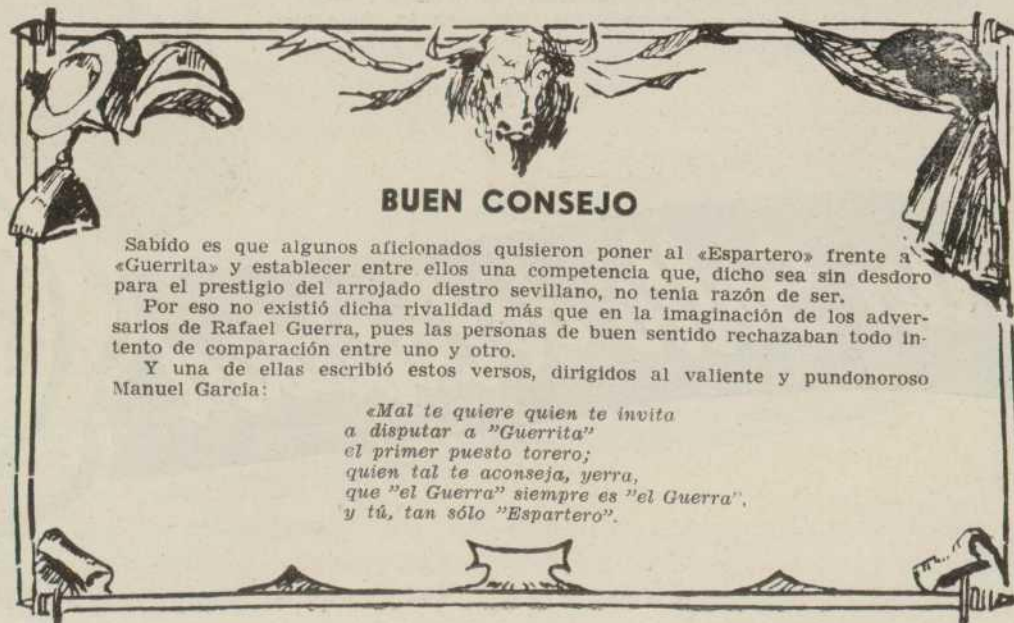 BUEN CONSEJO
Sabido es que algunos aficionados quisieron poner al «Espartero» frente a
«Guerrita» y establecer entre ellos una competencia que, dicho sea sin desdoro
para el prestigio del arrojado diestro sevillano, no tenía razón de ser.
Por eso no existió dicha rivalidad más que en la imaginación de los adver-
sarios de Rafael Guerra, pues las personas de buen sentido rechazaban todo in-
tento de comparación entre uno y otro.
Y una de ellas escribió estos versos, dirigidos al valiente y pundonoroso
Manuel García:
«Mal te quiere quien te invita
a disputar a ”Guerrita”
el primer puesto torero;
quien tal te aconseja, yerra,
que ”el Guerra” siempre es ”el Guerra”,
y tú, tan sólo ”Espartero”.